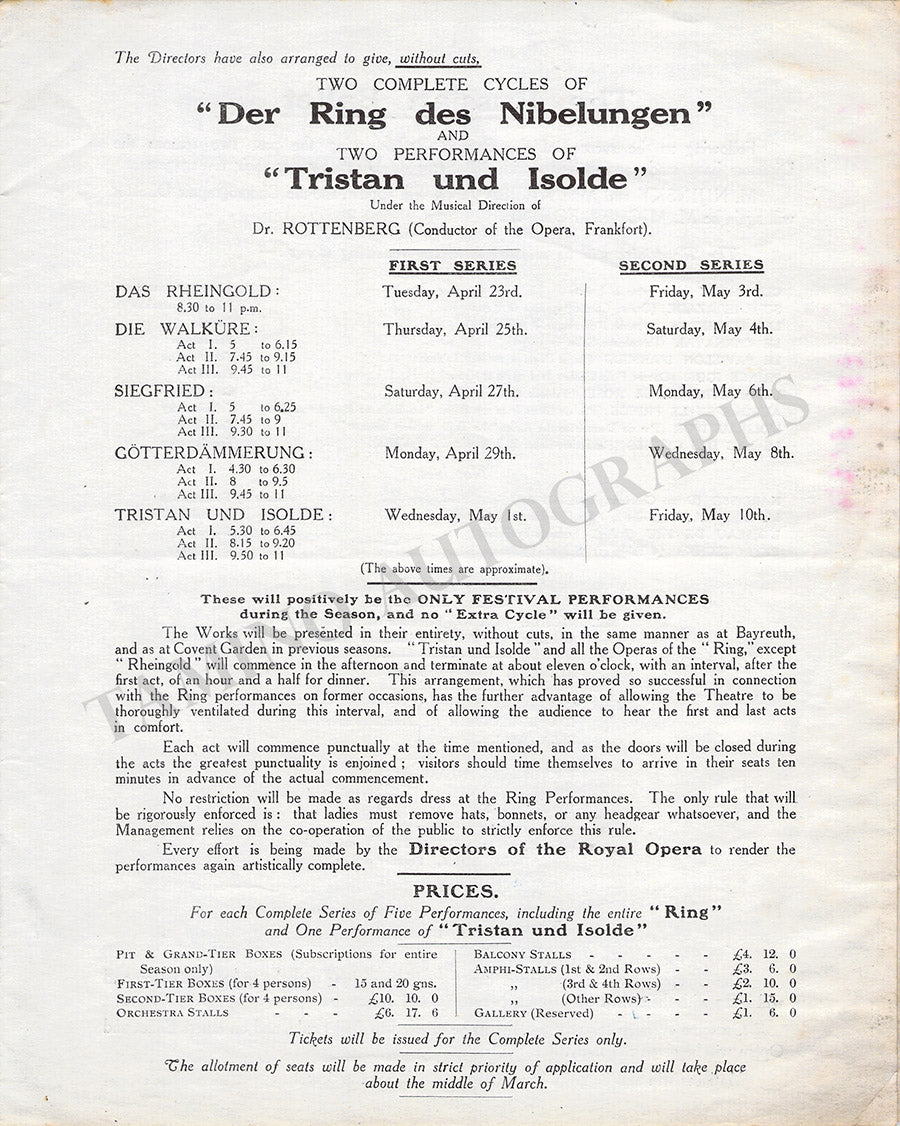 The Directors have also arranged to give, without cuts,
TWO COMPLETE CYCLES OF
“Der Ring des Nibelungen”
AND
TWO PERFORMANCES OF
“Tristan und Isolde”
Under the Musical Direction of
Dr. ROTTENBERG (Conductor of the Opera, Frankfort).
FIRST SERIES SECOND SERIES
DAS RHEINGOLD: Tuesday, April 23rd. Friday, May 3rd.
8.30 to 11 p.m.
DIE WALKÜRE: Thursday, April 25th. Saturday, May 4th.
Act I. 5 to 6.15
Act II. 7.45 to 9.15
Act III. 9.45 to 11
SIEGFRIED: Saturday, April 27th. Monday, May 6th.
Act I. 5 to 6.25
Act II. 7.45 to 9
Act III. 9.30 to 11
GÖTTERDÄMMERUNG: Monday, April 29th. Wednesday, May 8th.
Act I. 4.30 to 6.30
Act II. 8 to 9.5
Act III. 9.45 to 11
TRISTAN UND ISOLDE: Wednesday, May 1st. Friday, May 10th.
Act I. 5.30 to 6.45
Act II. 8.15 to 9.20
Act III. 9.50 to 11
(The above times are approximate).
These will positively be the ONLY FESTIVAL PERFORMANCES
during the Season, and no “Extra Cycle” will be given.
The Works will be presented in their entirety, without cuts, in the same manner as at Bayreuth,
and as at Covent Garden in previous seasons. “Tristan und Isolde” and all the Operas of the “Ring,” except
“Rheingold” will commence in the afternoon and terminate at about eleven o'clock, with an interval, after the
first act, of an hour and a half for dinner. This arrangement, which has proved so successful in connection
with the Ring performances on former occasions, has the further advantage of allowing the Theatre to be
thoroughly ventilated during this interval, and of allowing the audience to hear the first and last acts
in comfort.
Each act will commence punctually at the time mentioned, and as the doors will be closed during
the acts the greatest punctuality is enjoined; visitors should time themselves to arrive in their seats ten
minutes in advance of the actual commencement.
No restriction will be made as regards dress at the Ring Performances. The only rule that will
be rigorously enforced is: that ladies must remove hats, bonnets, or any headgear whatsoever, and the
Management relies on the co-operation of the public to strictly enforce this rule.
Every effort is being made by the Directors of the Royal Opera to render the
performances again artistically complete.
PRICES.
For each Complete Series of Five Performances, including the entire “Ring”
and One Performance of “Tristan und Isolde”
PIT & GRAND-TIER BOXES (Subscriptions for entire
Season only)
FIRST-TIER BOXES (for 4 persons) - 15 and 20 gns.
SECOND-TIER BOXES (for 4 persons) - £10. 10. 0
ORCHESTRA STALLS - - - £6. 17. 6
BALCONY STALLS - - - - - £4. 12. 0
AMPHI-STALLS (1st & 2nd Rows) - - £3. 6. 0
„ (3rd & 4th Rows) - - £2. 10. 0
„ (Other Rows) - - - £1. 15. 0
GALLERY (Reserved) - - - - £1. 6. 0
Tickets will be issued for the Complete Series only.
The allotment of seats will be made in strict priority of application and will take place
about the middle of March.
TAMINO AUTOGRAPHS